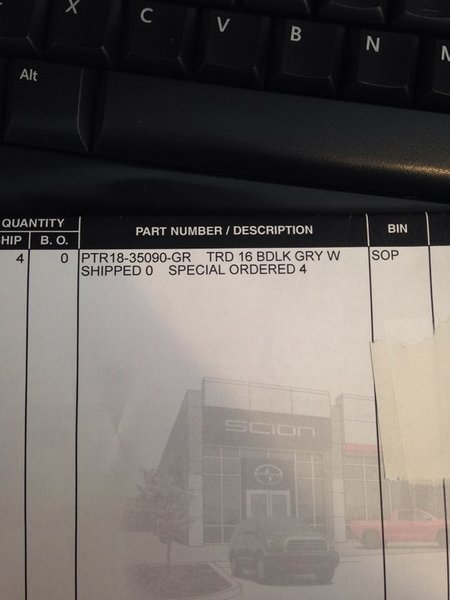 X C V B N M
Alt
QUANTITY PART NUMBER / DESCRIPTION BIN
HIP B. O.
4 0 PTR18-35090-GR TRD 16 BDLK GRY W SOP
SHIPPED 0 SPECIAL ORDERED 4
SCION